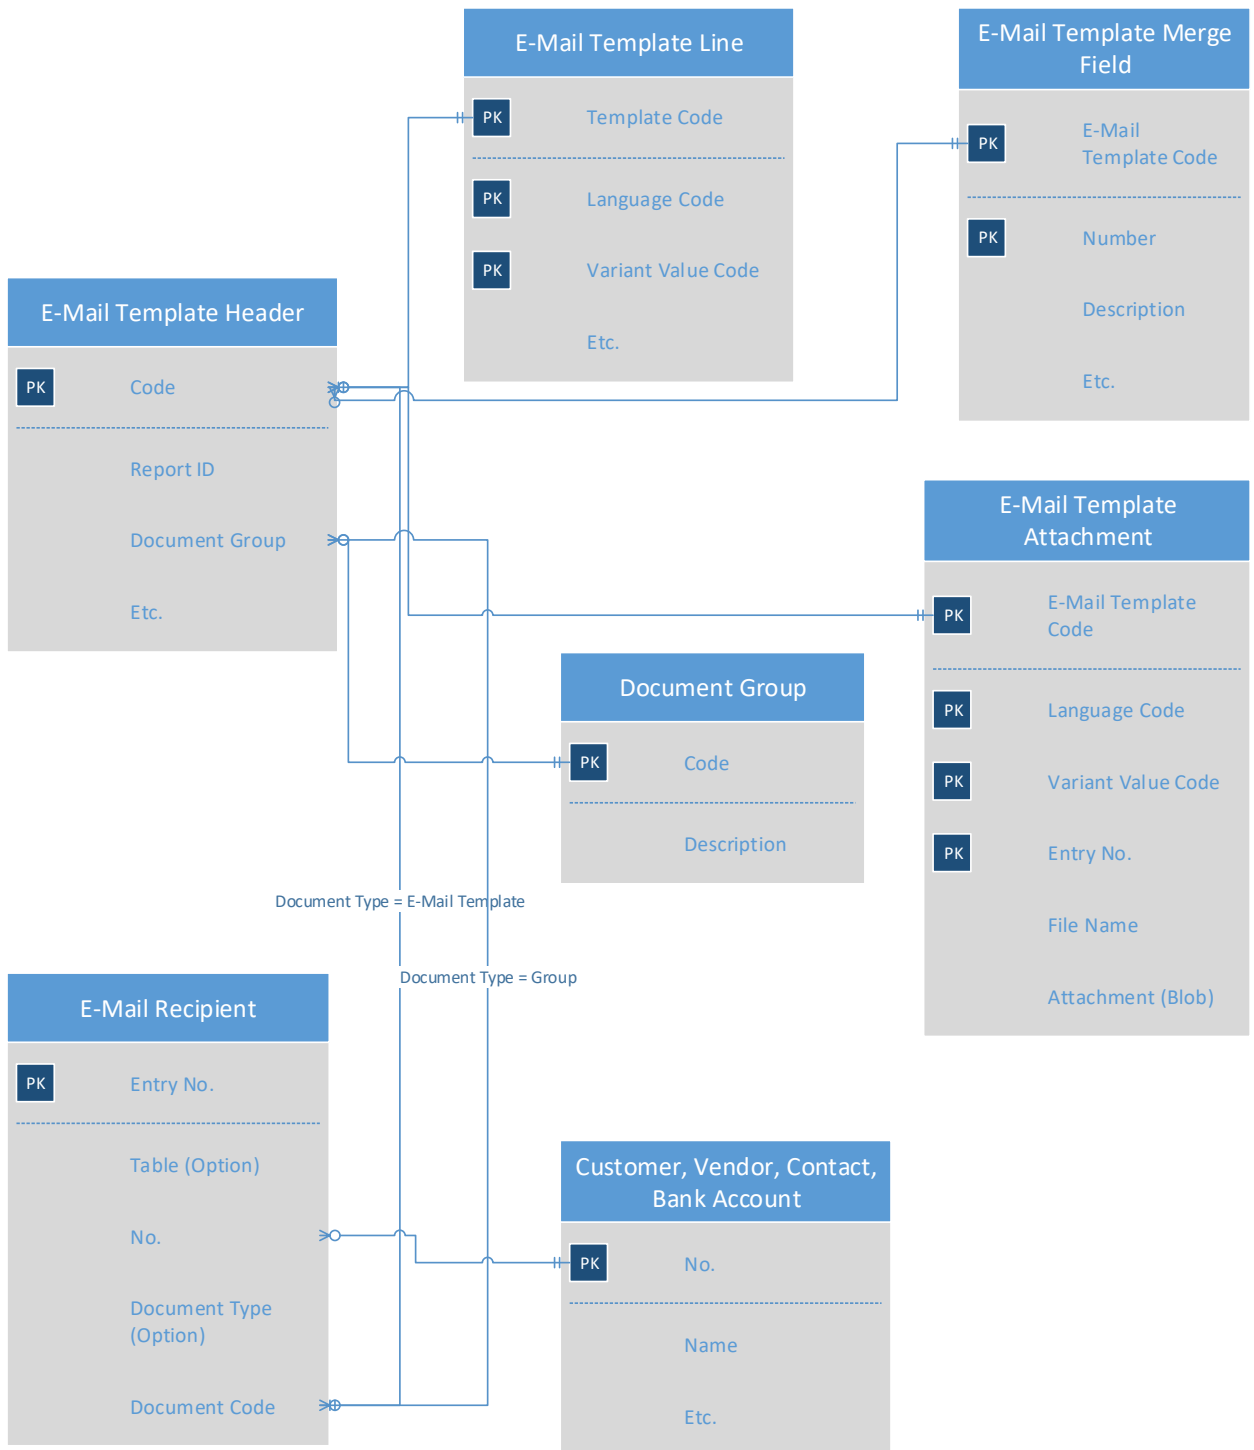 E-Mail Template Line
PK
Template Code
PK
Language Code
PK
Variant Value Code
Etc.
E-Mail Template Merge
Field
PK
E-Mail
Template Code
PK
Number
Description
Etc.
E-Mail Template Header
PK
Code
Report ID
Document Group
Etc.
E-Mail Template
Attachment
PK
E-Mail Template
Code
PK
Language Code
PK
Variant Value Code
PK
Entry No.
File Name
Attachment (Blob)
Document Group
PK
Code
Description
Document Type = E-Mail Template
Document Type = Group
E-Mail Recipient
PK
Entry No.
Table (Option)
No.
Document Type
(Option)
Document Code
Customer, Vendor, Contact,
Bank Account
PK
No.
Name
Etc.